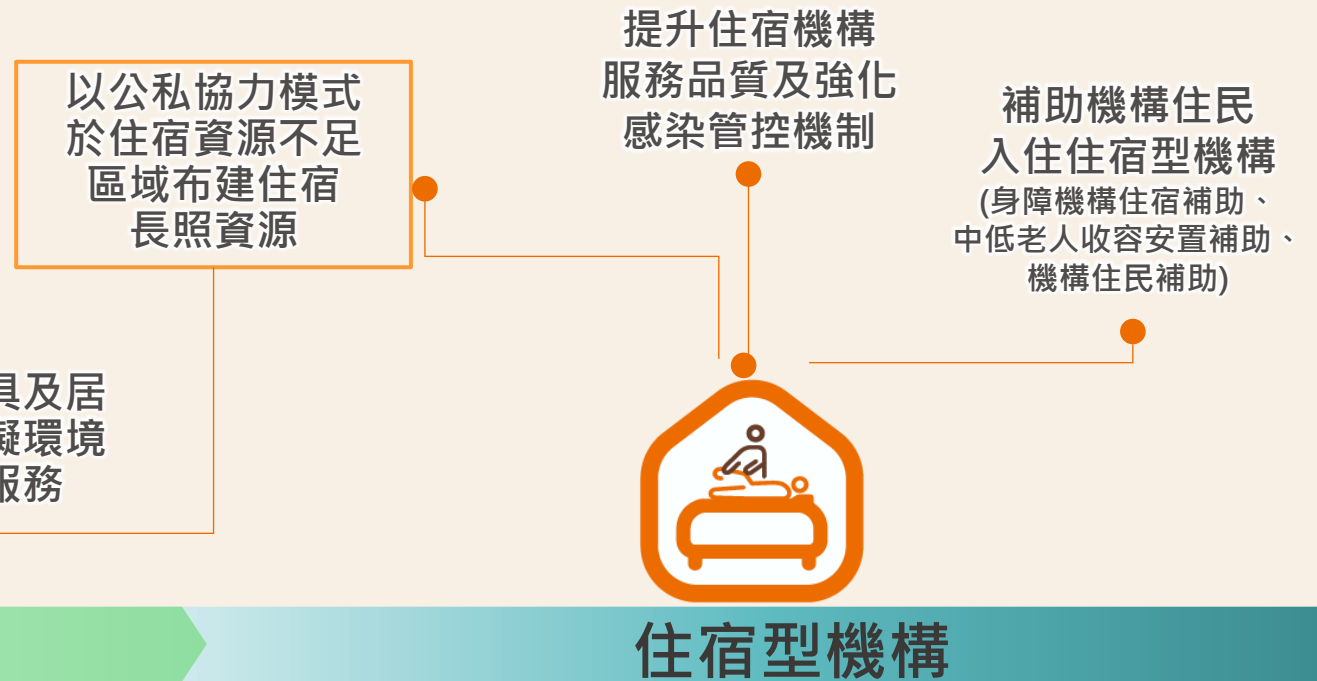 以公私協力模式
於住宿資源不足
區域布建住宿
長照資源
提升住宿機構
服務品質及強化
感染管控機制
補助機構住民
入住住宿型機構
(身障機構住宿補助、
中低老人收容安置補助、
機構住民補助)
具及居
礙環境
服務
住宿型機構